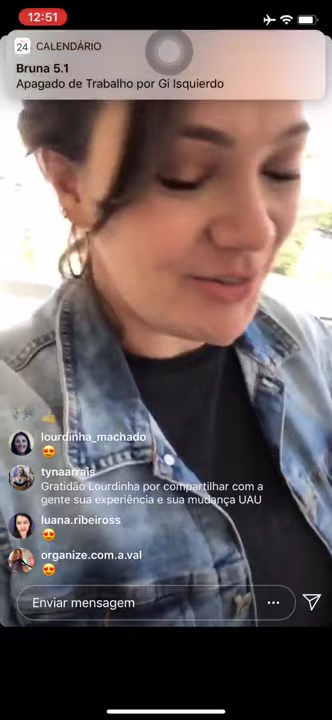 12:51
24
CALENDÁRIO
Bruna 5.1
Apagado de Trabalho por Gi Isquierdo
lourdinha_machado
tynaarrais
Gratidão Lourdinha por compartilhar com a
gente sua experiência e sua mudança UAU
luana.ribeiross
organize.com.a.val
Enviar mensagem